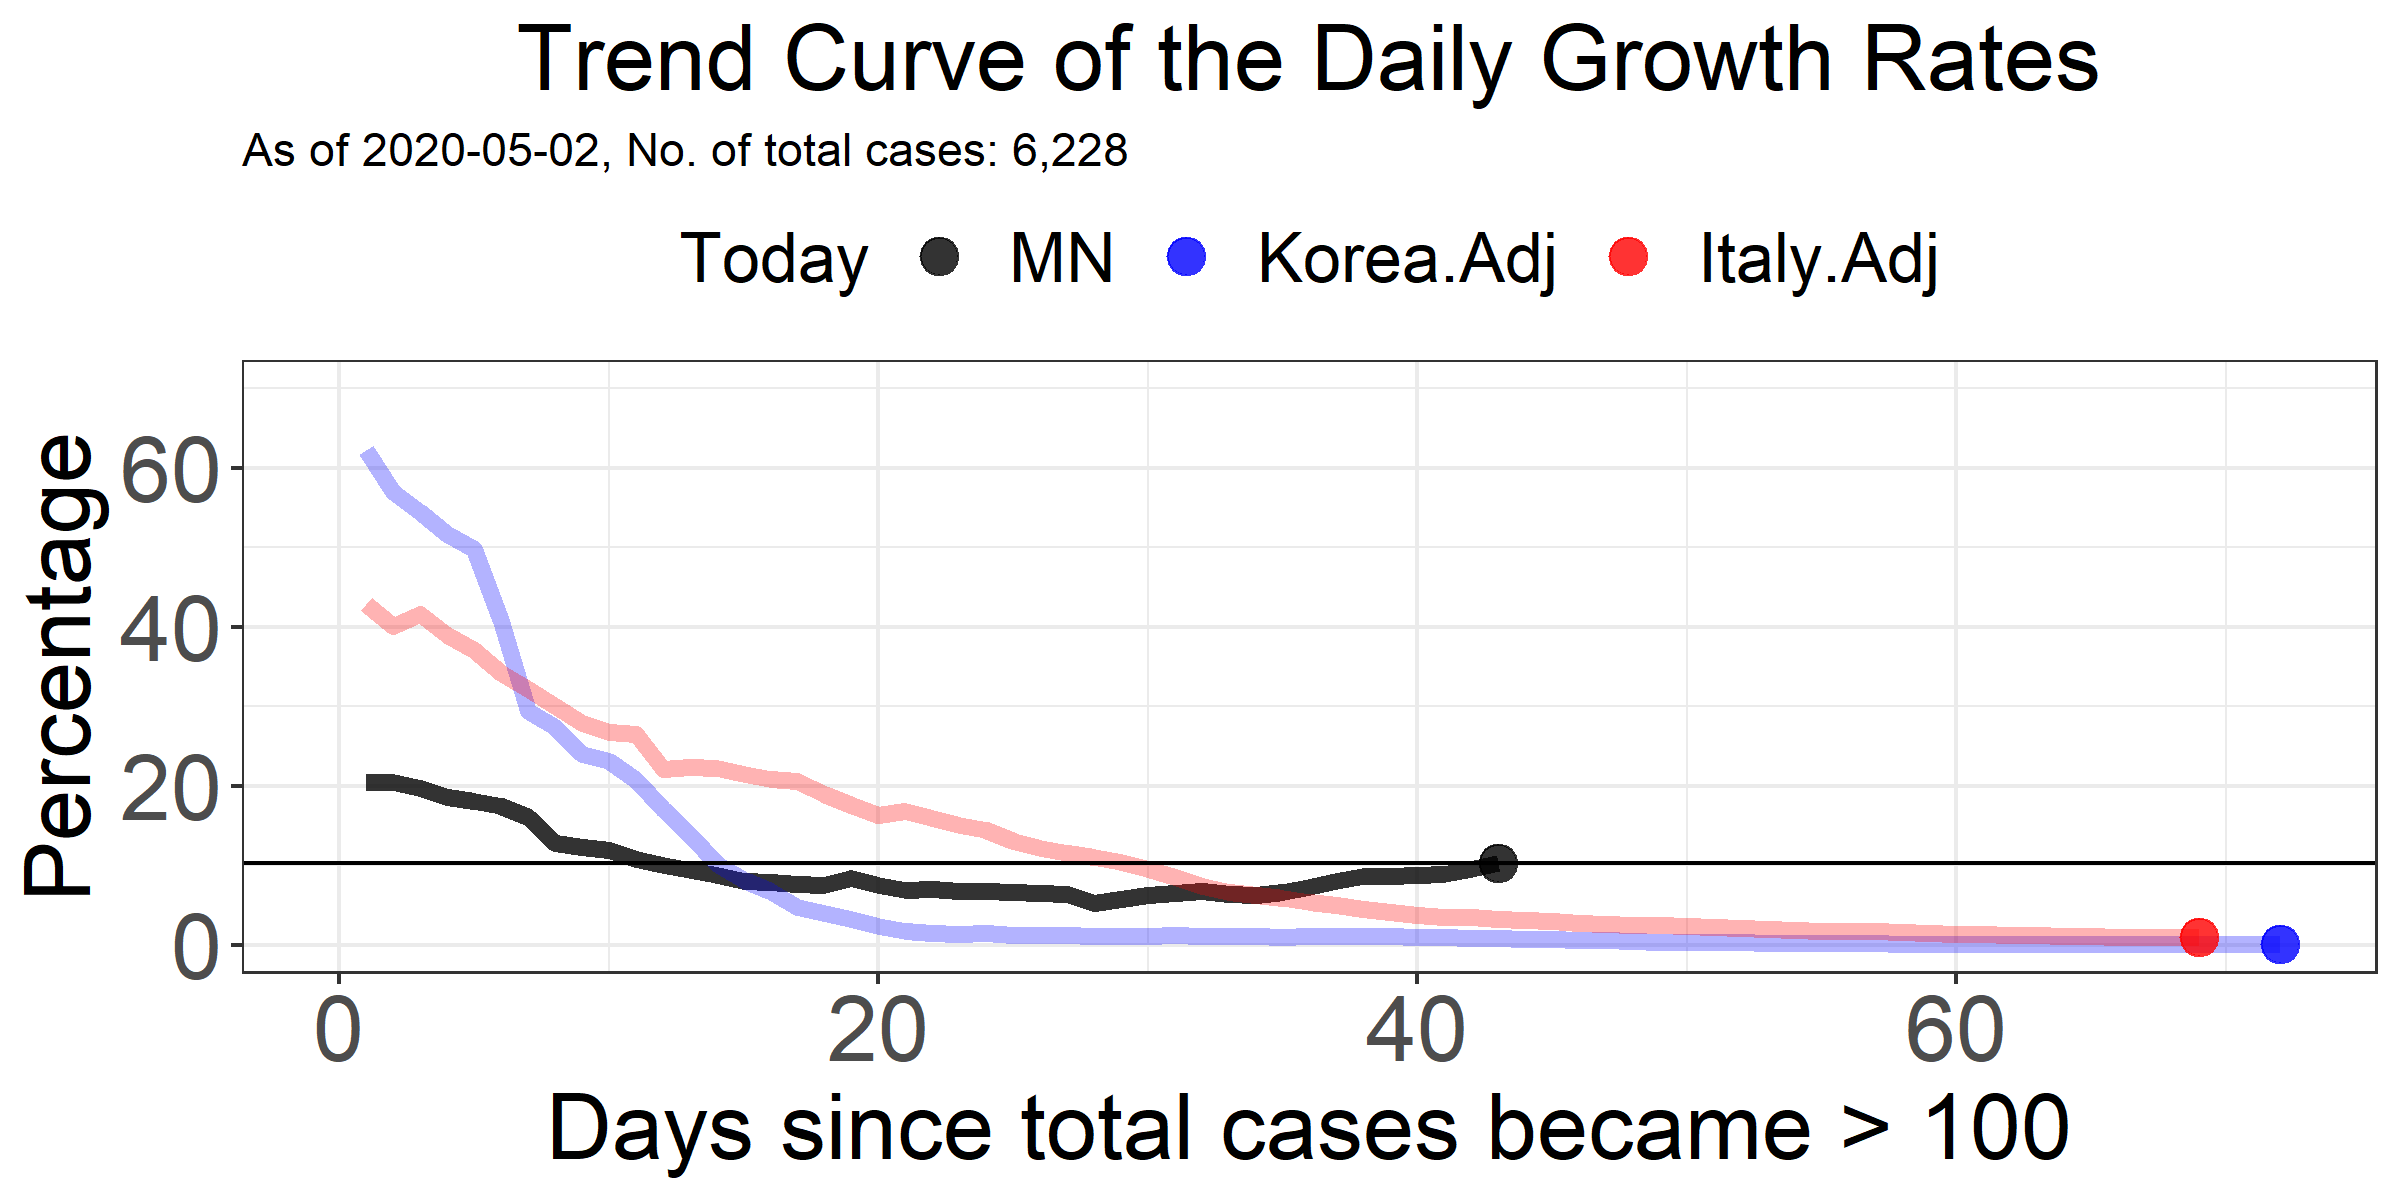 Trend Curve of the Daily Growth Rates
As of 2020-05-02, No. of total cases: 6,228
Today MN Korea.Adj Italy.Adj
Percentage
60
40
20
0
0 20 40 60
Days since total cases became > 100